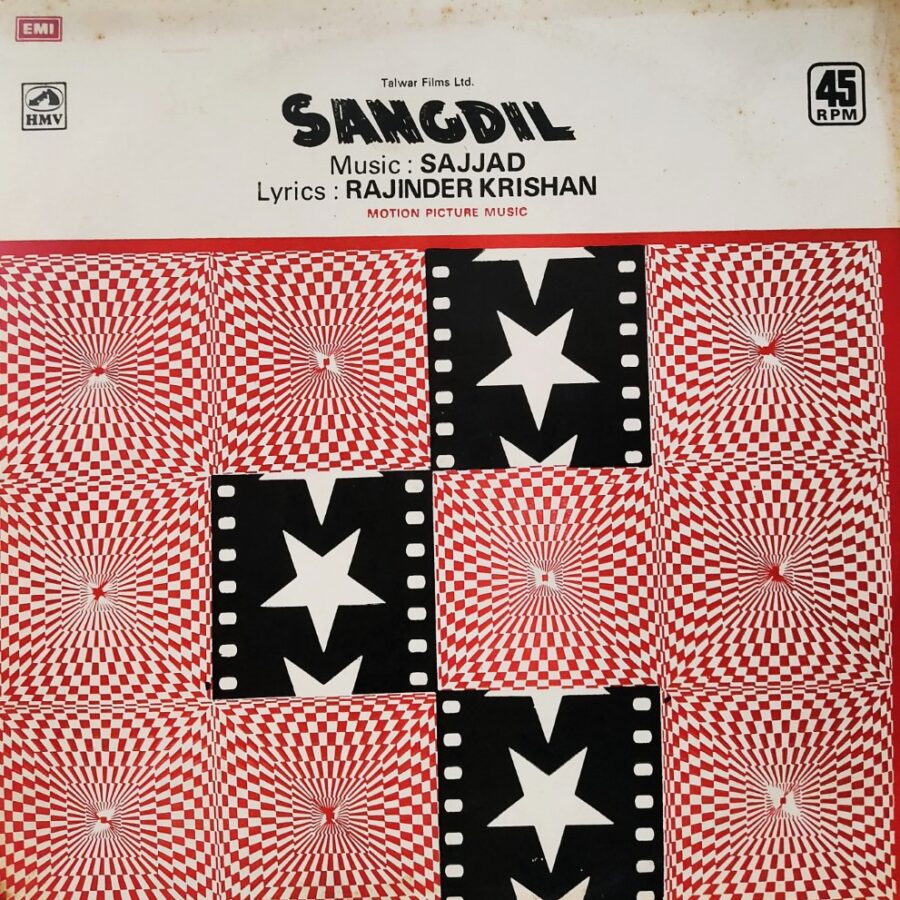 EMI
HMV
Talwar Films Ltd.
SANGDIL
Music : SAJJAD
Lyrics : RAJINDER KRISHAN
MOTION PICTURE MUSIC
45
RPM